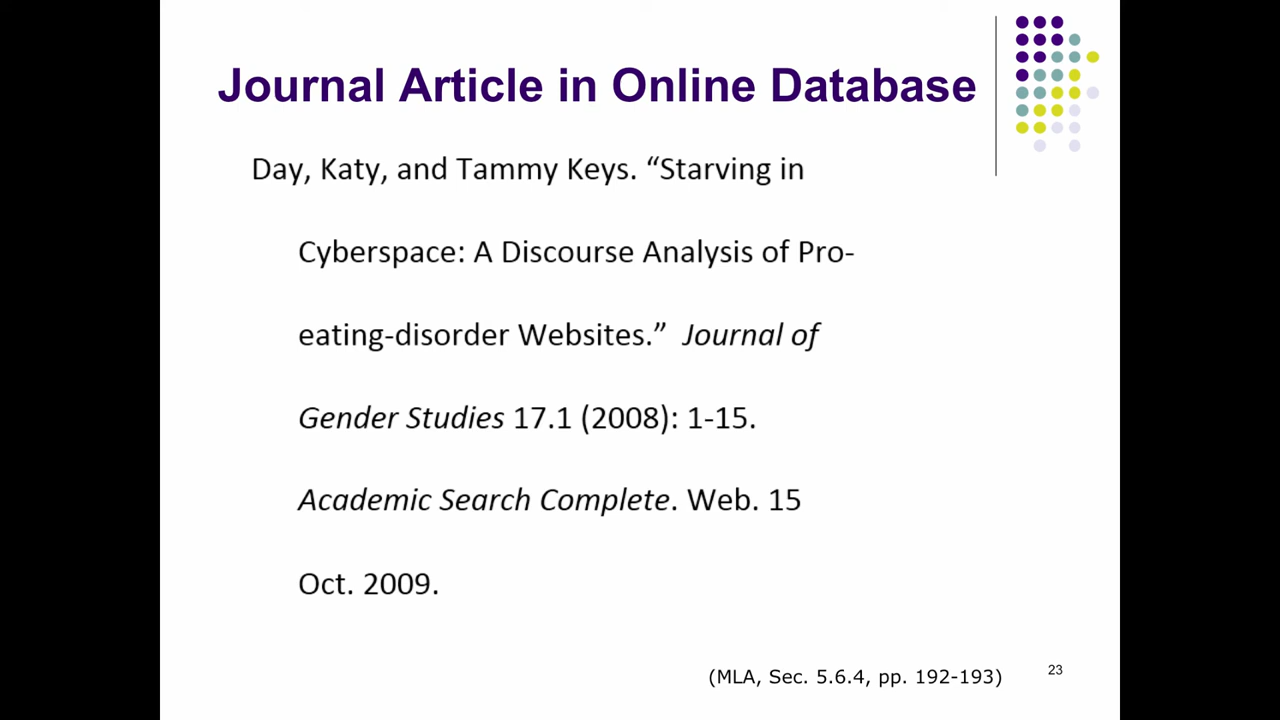 Journal Article in Online Database
Day, Katy, and Tammy Keys. “Starving in
Cyberspace: A Discourse Analysis of Pro-
eating-disorder Websites.” Journal of
Gender Studies 17.1 (2008): 1-15.
Academic Search Complete. Web. 15
Oct. 2009.
(MLA, Sec. 5.6.4, pp. 192-193)
23